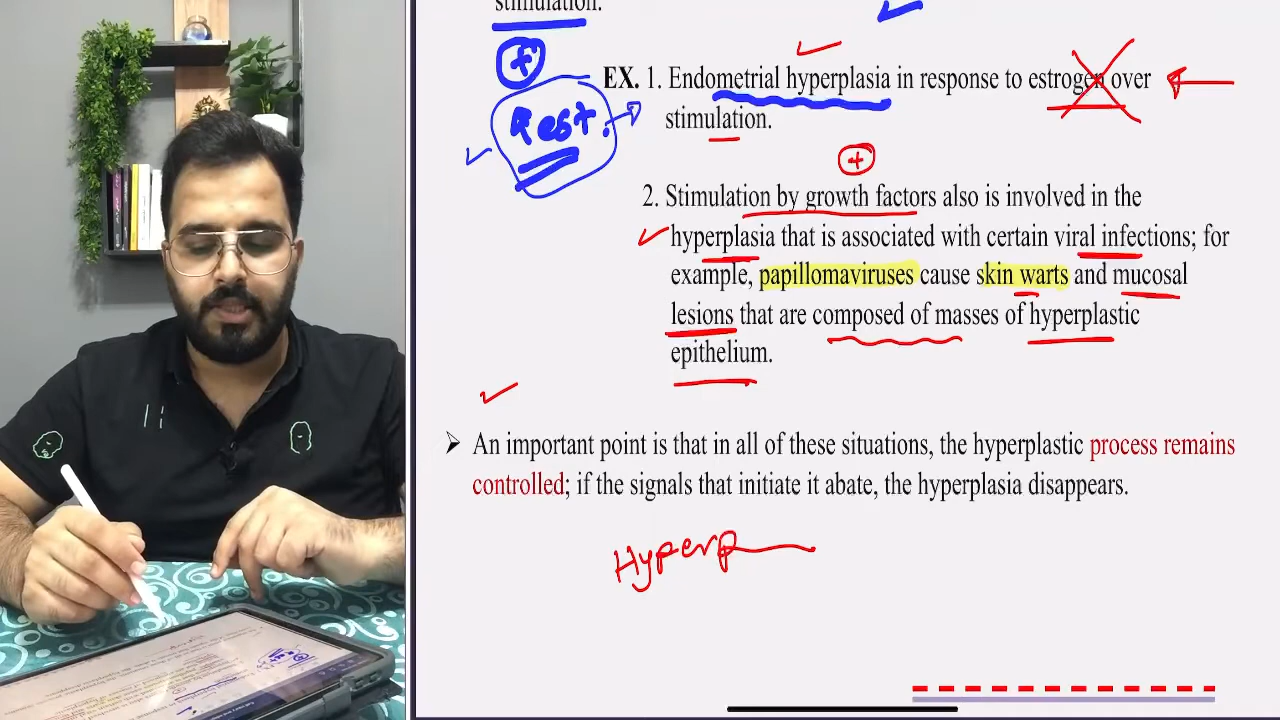 stimulation.
EX. 1. Endometrial hyperplasia in response to estrogen over
Rest.
stimulation.
2. Stimulation by growth factors also is involved in the
hyperplasia that is associated with certain viral infections; for
example, papillomaviruses cause skin warts and mucosal
lesions that are composed of masses of hyperplastic
epithelium.
➢ An important point is that in all of these situations, the hyperplastic process remains
controlled; if the signals that initiate it abate, the hyperplasia disappears.
Hyperp